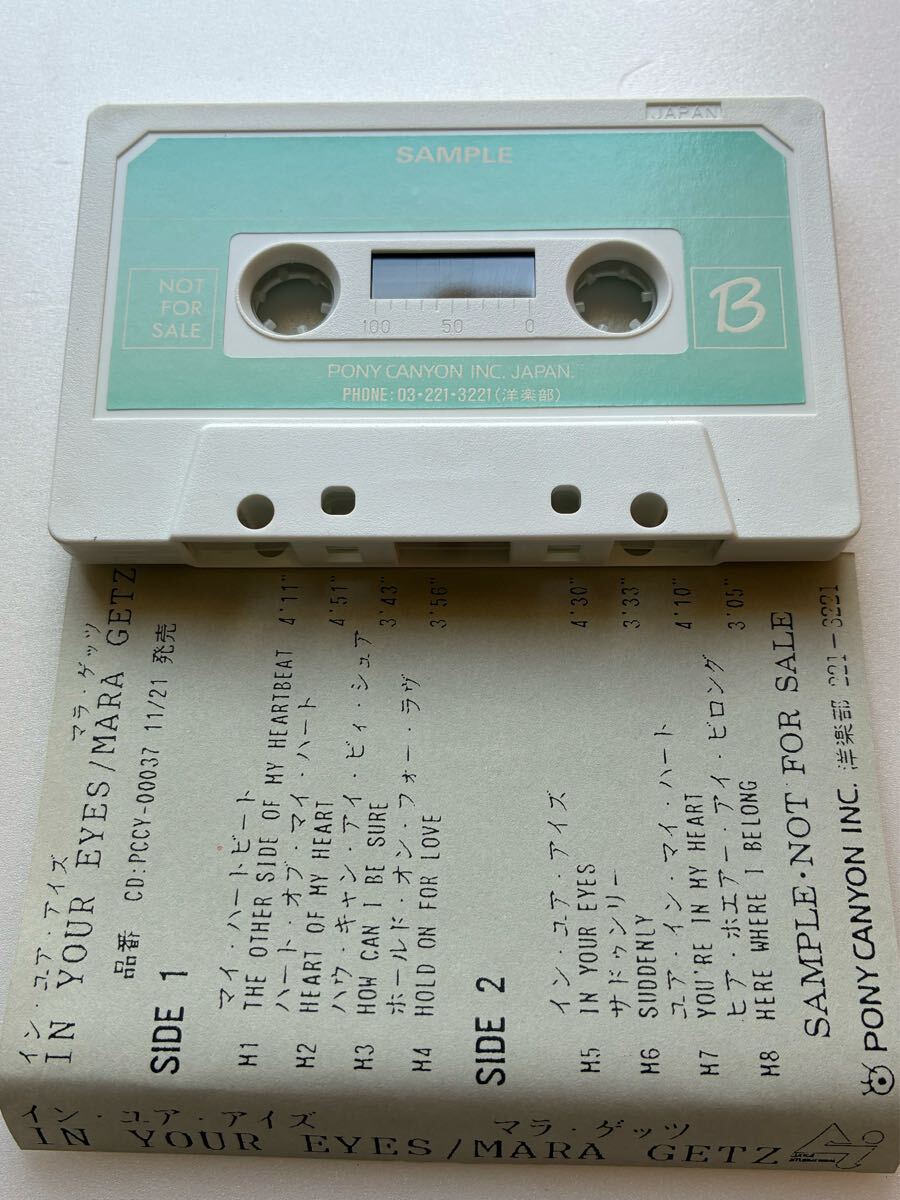 JAPAN
SAMPLE
NOT
FOR
SALE
B
100 50 0
PONY CANYON INC. JAPAN.
PHONE: 03・221・3221(洋楽部)
イン・ユア・アイズ マラ・ゲッツ
IN YOUR EYES/MARA GETZ
品番 CD:PCCY-00037 11/21 発売
SIDE 1
マイ・ハートビート
M1 THE OTHER SIDE OF MY HEARTBEAT 4'11"
ハート・オブ・マイ・ハート
M2 HEART OF MY HEART 4'51"
ハウ・キャン・アイ・ビィ・シュア
M3 HOW CAN I BE SURE 3'43"
ホールド・オン・フォー・ラヴ
M4 HOLD ON FOR LOVE 3'56"
SIDE 2
イン・ユア・アイズ
M5 IN YOUR EYES 4'30"
サドゥンリー
M6 SUDDENLY 3'33"
ユア・イン・マイ・ハート
M7 YOU'RE IN MY HEART 4'10"
ヒア・ホエアー・アイ・ビロング
M8 HERE WHERE I BELONG 3'05"
SAMPLE・NOT FOR SALE
PONY CANYON INC. 洋楽部 221-3221
イン・ユア・アイズ マラ・ゲッツ
IN YOUR EYES/MARA GETZ